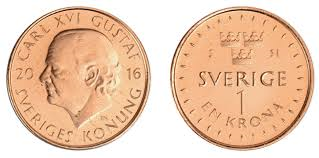 CARL XVI GUSTAF
20 16
SVERIGES KONUNG
SVERIGE
1
EN KRONA